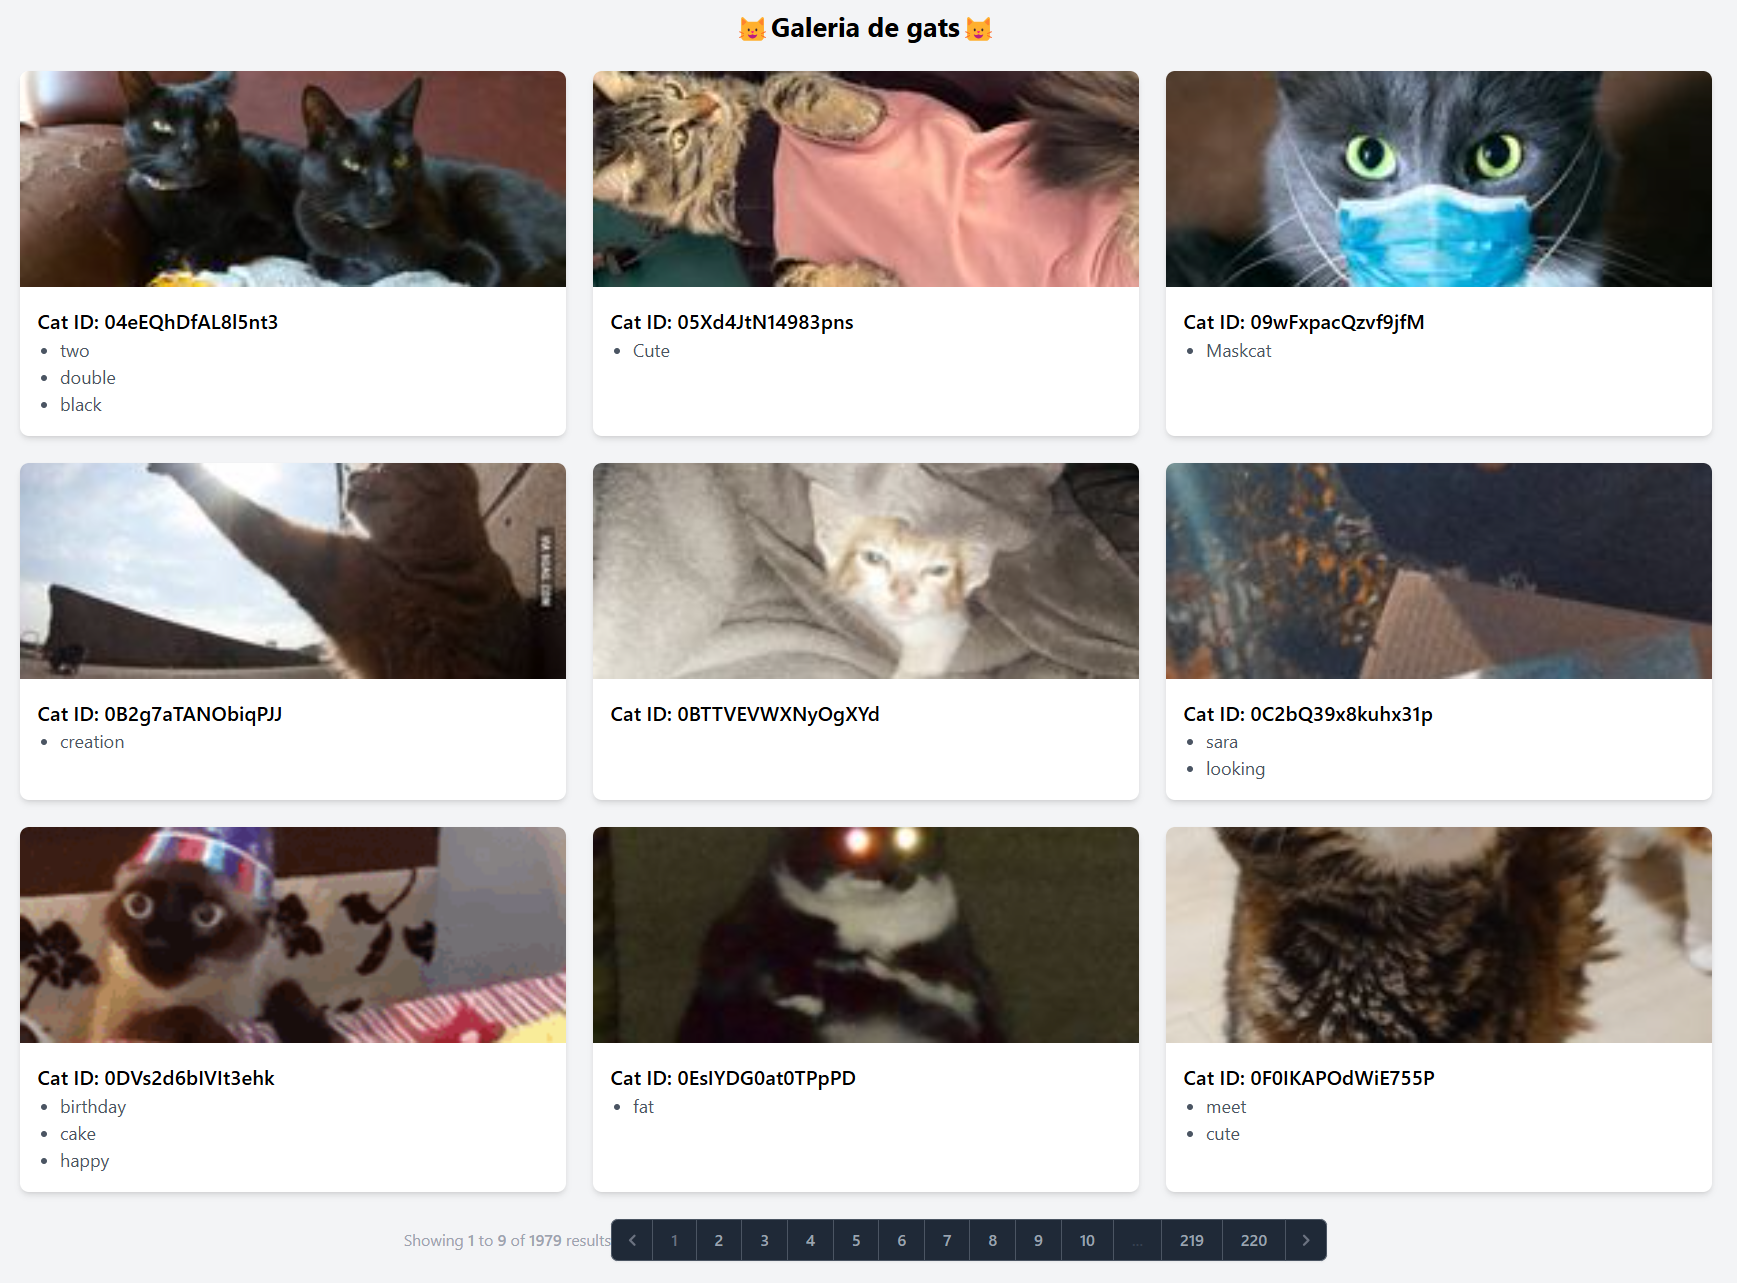 Galeria de gats
Cat ID: 04eEQhDfAL8l5nt3
two
double
black
Cat ID: 05Xd4JtN14983pns
Cute
Cat ID: 09wFxpacQzvf9jfM
Maskcat
Cat ID: 0B2g7aTANObiqPJJ
creation
Cat ID: 0BTTVEVWXNyOgXYd
Cat ID: 0C2bQ39x8kuhx31p
sara
looking
Cat ID: 0DVs2d6bIVIt3ehk
birthday
cake
happy
Cat ID: 0EsIYDG0at0TPpPD
fat
Cat ID: 0F0IKAPOdWiE755P
meet
cute
Showing 1 to 9 of 1979 results
1 2 3 4 5 6 7 8 9 10 ... 219 220